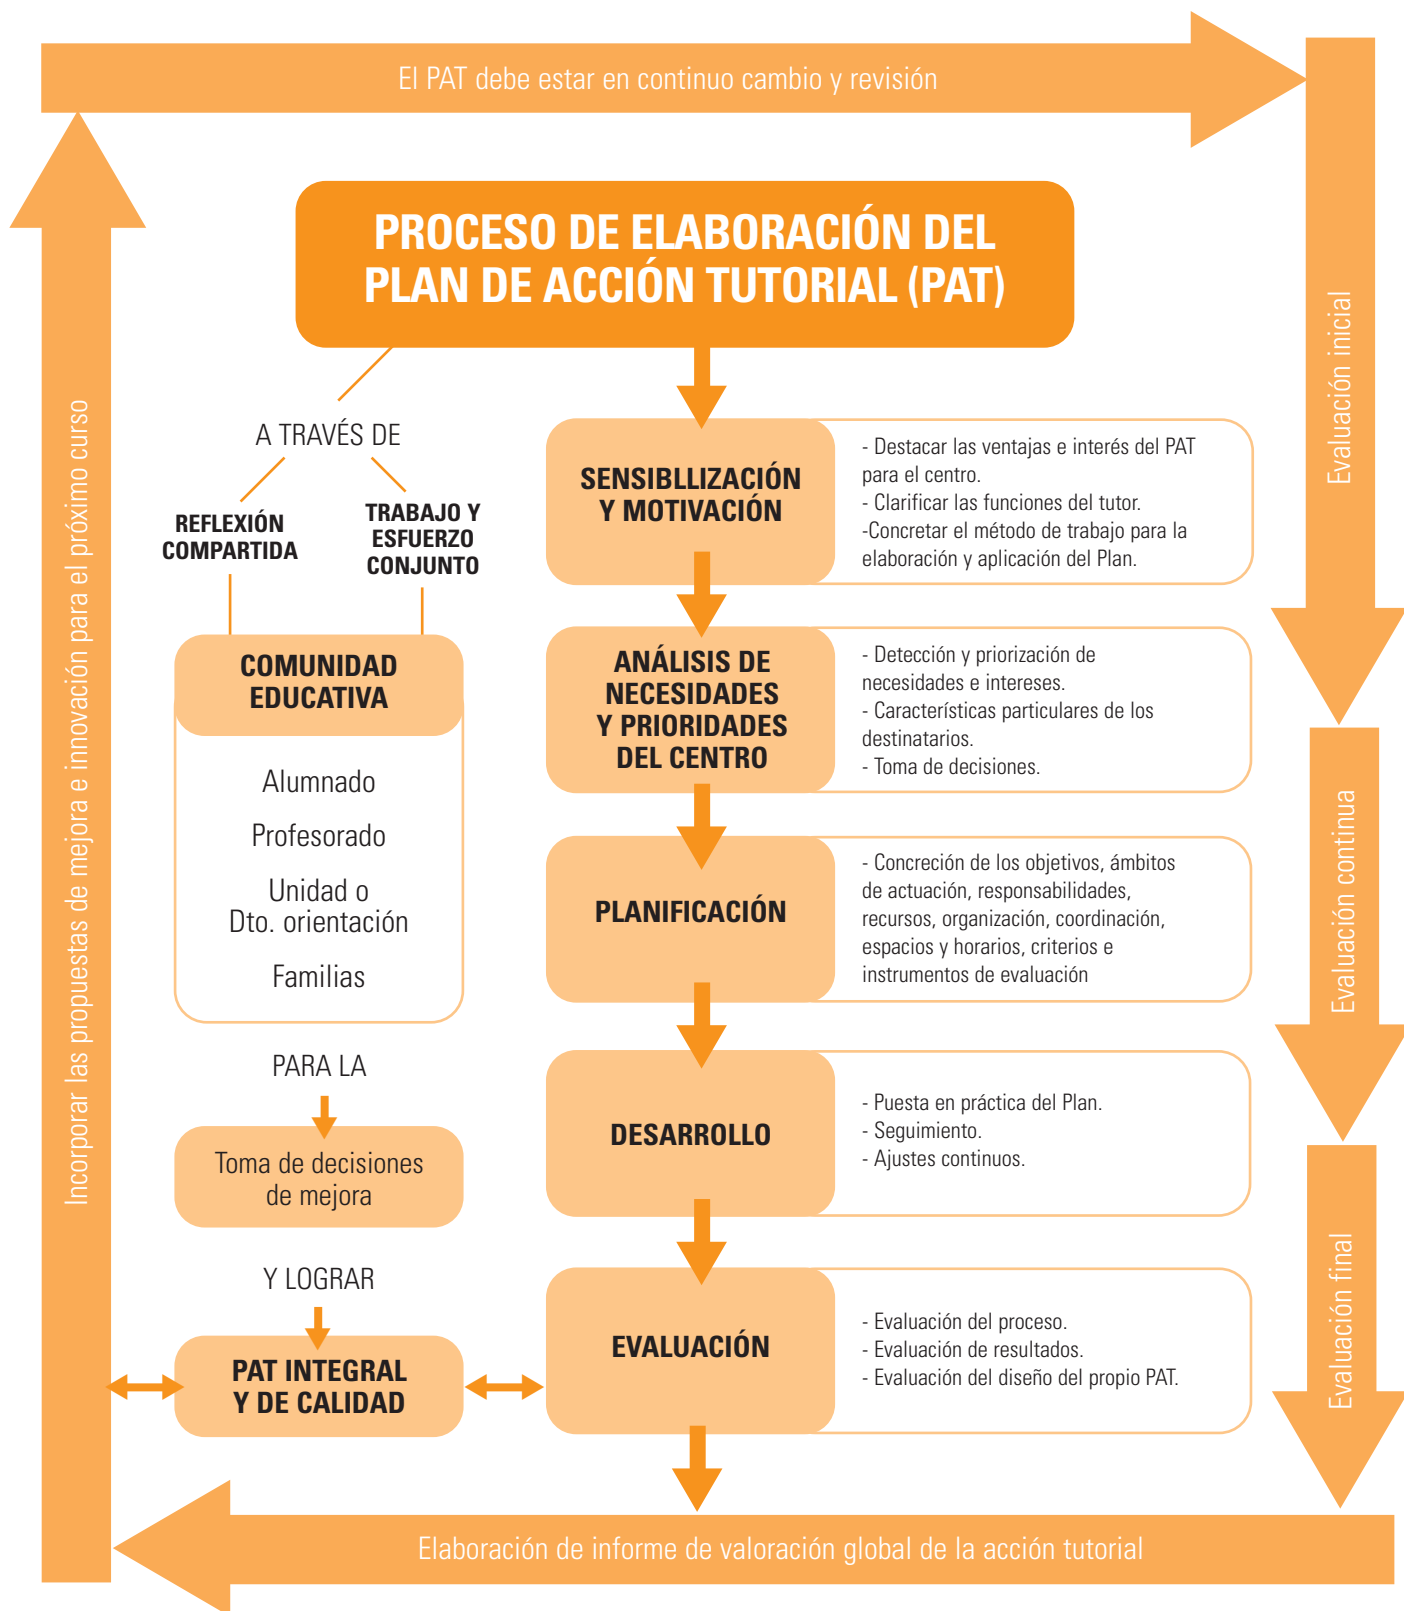 El PAT debe estar en continuo cambio y revisión
PROCESO DE ELABORACIÓN DEL
PLAN DE ACCIÓN TUTORIAL (PAT)
A TRAVÉS DE
REFLEXIÓN
COMPARTIDA
TRABAJO Y
ESFUERZO
CONJUNTO
COMUNIDAD
EDUCATIVA
Alumnado
Profesorado
Unidad o
Dto. orientación
Familias
PARA LA
Toma de decisiones
de mejora
Y LOGRAR
PAT INTEGRAL
Y DE CALIDAD
SENSIBLLIZACIÓN
Y MOTIVACIÓN
- Destacar las ventajas e interés del PAT
para el centro.
- Clarificar las funciones del tutor.
-Concretar el método de trabajo para la
elaboración y aplicación del Plan.
ANÁLISIS DE
NECESIDADES
Y PRIORIDADES
DEL CENTRO
- Detección y priorización de
necesidades e intereses.
- Características particulares de los
destinatarios.
- Toma de decisiones.
PLANIFICACIÓN
- Concreción de los objetivos, ámbitos
de actuación, responsabilidades,
recursos, organización, coordinación,
espacios y horarios, criterios e
instrumentos de evaluación
DESARROLLO
- Puesta en práctica del Plan.
- Seguimiento.
- Ajustes continuos.
EVALUACIÓN
- Evaluación del proceso.
- Evaluación de resultados.
- Evaluación del diseño del propio PAT.
Evaluación inicial
Evaluación continua
Evaluación final
Elaboración de informe de valoración global de la acción tutorial
Incorporar las propuestas de mejora e innovación para el próximo curso